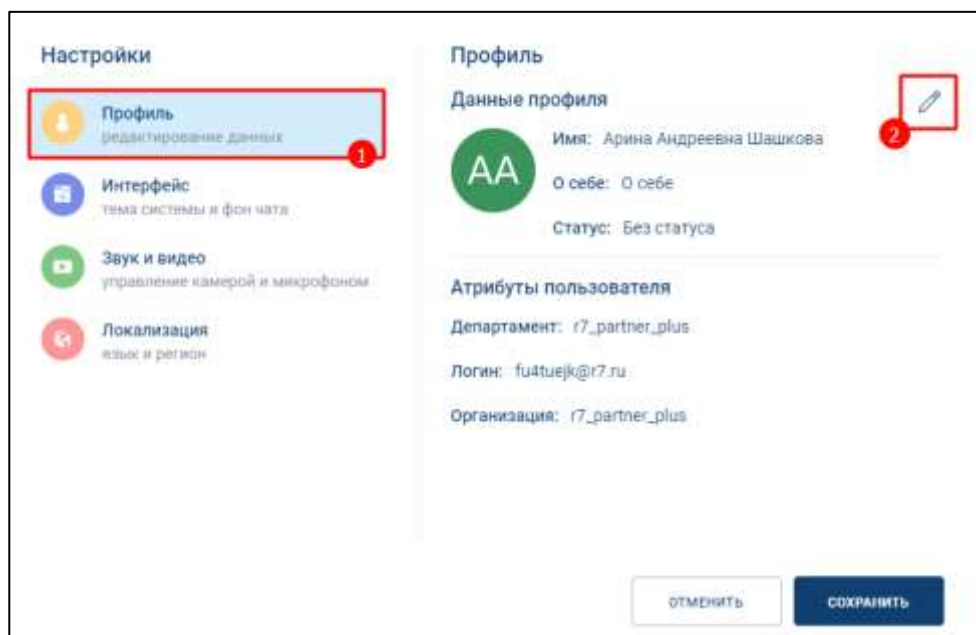 Настройки
Профиль
редактирование данных
1
Интерфейс
тема системы и фон чата
Звук и видео
управление камерой и микрофоном
Локализация
язык и регион
Профиль
Данные профиля
2
АА
Имя: Арина Андреевна Шашкова
О себе: О себе
Статус: Без статуса
Атрибуты пользователя
Департамент: r7_partner_plus
Логин: fu4tuejk@r7.ru
Организация: r7_partner_plus
ОТМЕНИТЬ
СОХРАНИТЬ